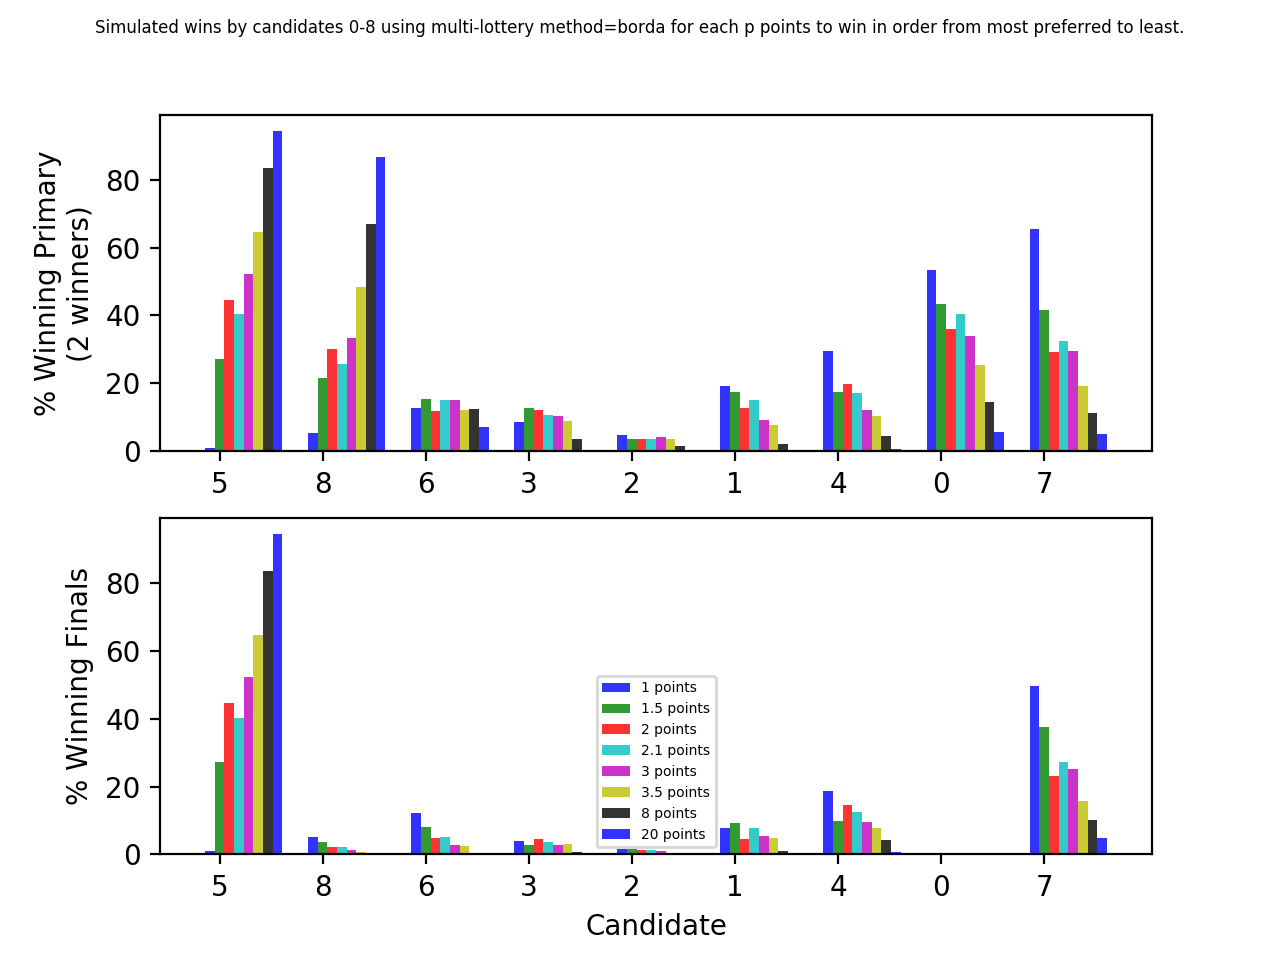 Simulated wins by candidates 0-8 using multi-lottery method=borda for each p points to win in order from most preferred to least.
% Winning Primary
(2 winners)
80
60
40
20
0
5 8 6 3 2 1 4 0 7
% Winning Finals
80
60
40
20
0
1 points
1.5 points
2 points
2.1 points
3 points
3.5 points
8 points
20 points
5 8 6 3 2 1 4 0 7
Candidate